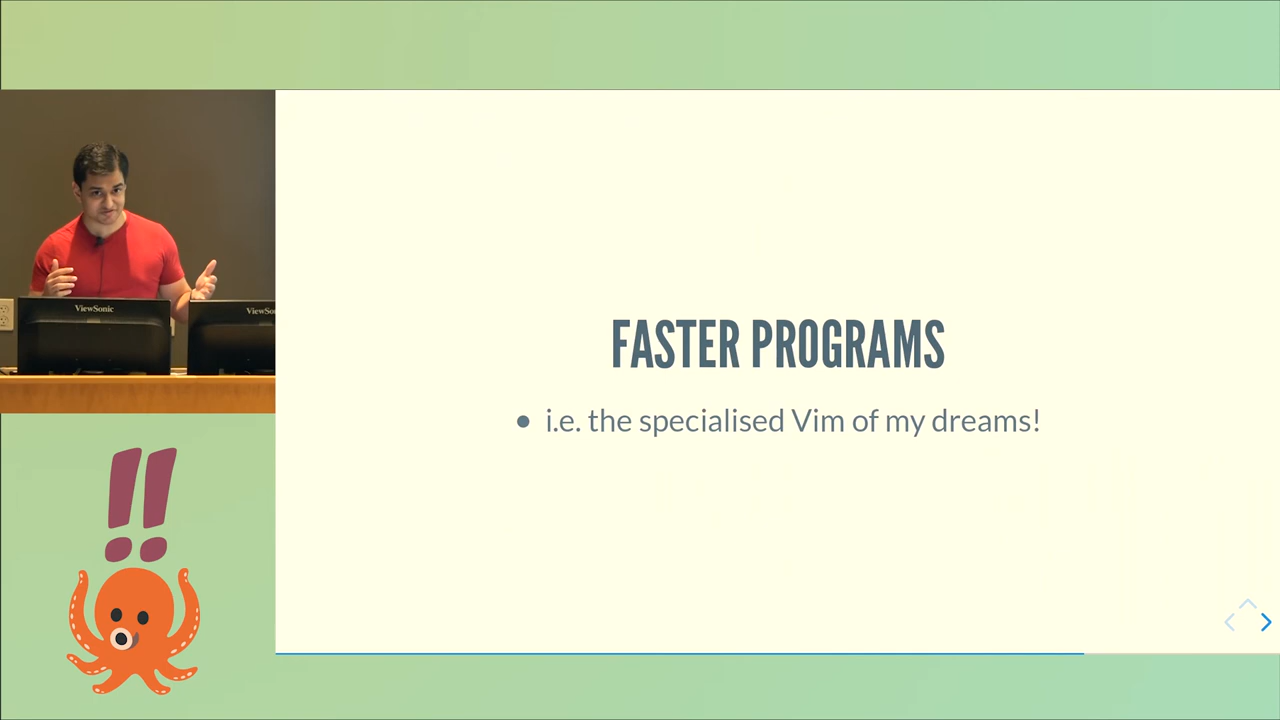 FASTER PROGRAMS
• i.e. the specialised Vim of my dreams!
ViewSonic
ViewSo
!!